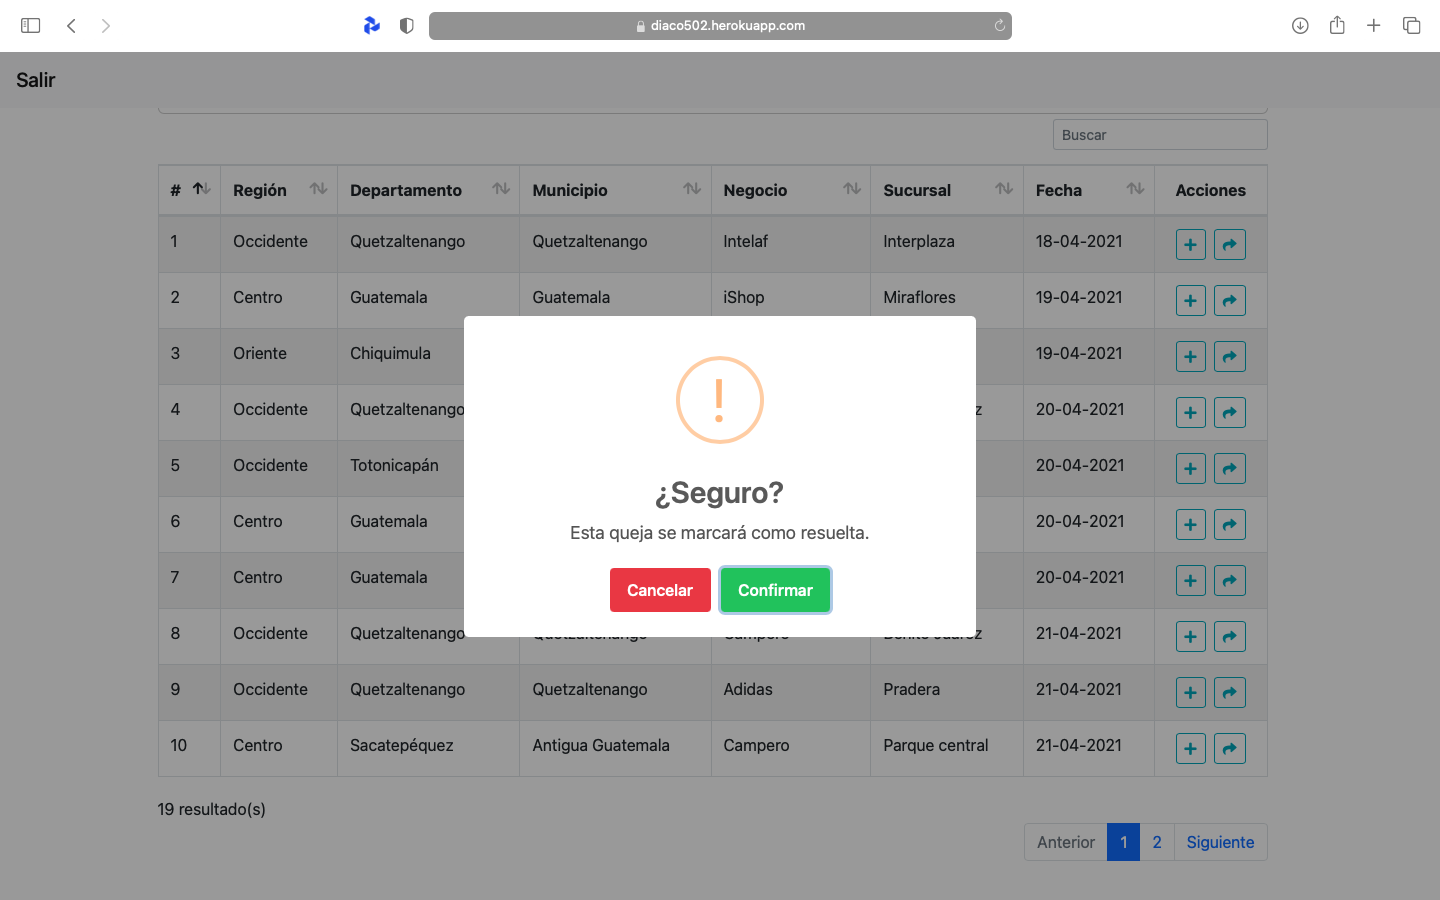 diaco502.herokuapp.com
Salir
Buscar
# Región Departamento Municipio Negocio Sucursal Fecha Acciones
1 Occidente Quetzaltenango Quetzaltenango Intelaf Interplaza 18-04-2021
2 Centro Guatemala Guatemala iShop Miraflores 19-04-2021
3 Oriente Chiquimula 19-04-2021
4 Occidente Quetzaltenango z 20-04-2021
5 Occidente Totonicapán 20-04-2021
6 Centro Guatemala 20-04-2021
7 Centro Guatemala 20-04-2021
¿Seguro?
Esta queja se marcará como resuelta.
Cancelar Confirmar
8 Occidente Quetzaltenango Quetzaltenango Campero Benito Juárez 21-04-2021
9 Occidente Quetzaltenango Quetzaltenango Adidas Pradera 21-04-2021
10 Centro Sacatepéquez Antigua Guatemala Campero Parque central 21-04-2021
19 resultado(s)
Anterior 1 2 Siguiente